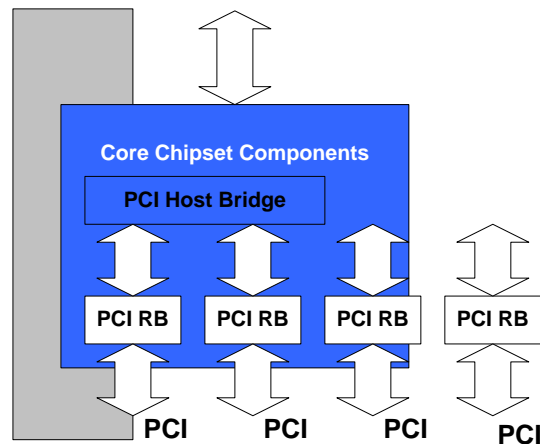 Core Chipset Components
PCI Host Bridge
PCI RB PCI RB PCI RB PCI RB
PCI PCI PCI PCI